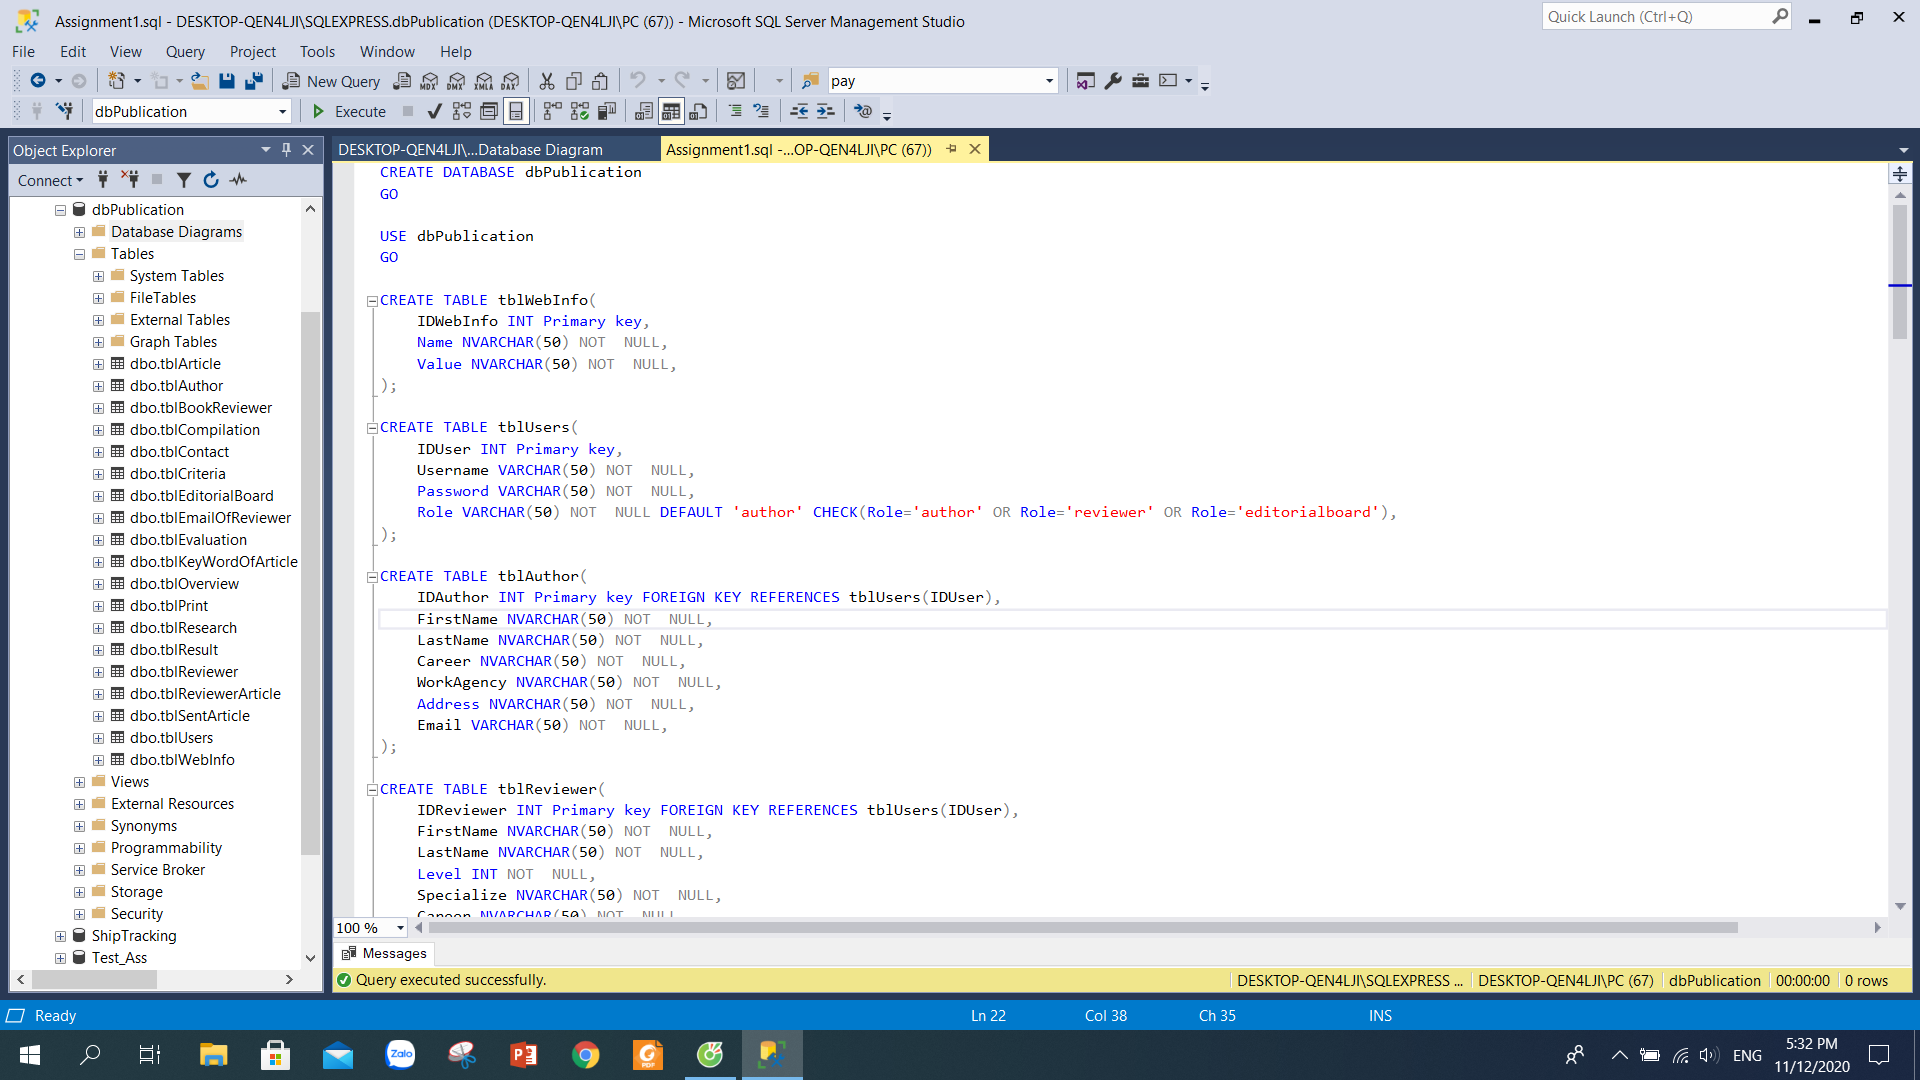 Assignment1.sql - DESKTOP-QEN4LJI\SQLEXPRESS.dbPublication (DESKTOP-QEN4LJI\PC (67)) - Microsoft SQL Server Management Studio
Quick Launch (Ctrl+Q)
File Edit View Query Project Tools Window Help
New Query MDX DMX XMLA DAX pay
dbPublication Execute
Object Explorer
Connect
dbPublication
Database Diagrams
Tables
System Tables
FileTables
External Tables
Graph Tables
dbo.tblArticle
dbo.tblAuthor
dbo.tblBookReviewer
dbo.tblCompilation
dbo.tblContact
dbo.tblCriteria
dbo.tblEditorialBoard
dbo.tblEmailOfReviewer
dbo.tblEvaluation
dbo.tblKeyWordOfArticle
dbo.tblOverview
dbo.tblPrint
dbo.tblResearch
dbo.tblResult
dbo.tblReviewer
dbo.tblReviewerArticle
dbo.tblSentArticle
dbo.tblUsers
dbo.tblWebInfo
Views
External Resources
Synonyms
Programmability
Service Broker
Storage
Security
ShipTracking
Test_Ass
DESKTOP-QEN4LJI\...Database Diagram
Assignment1.sql -...OP-QEN4LJI\PC (67))
CREATE DATABASE dbPublication
GO
USE dbPublication
GO
CREATE TABLE tblWebInfo(
IDWebInfo INT Primary key,
Name NVARCHAR(50) NOT  NULL,
Value NVARCHAR(50) NOT  NULL,
);
CREATE TABLE tblUsers(
IDUser INT Primary key,
Username VARCHAR(50) NOT  NULL,
Password VARCHAR(50) NOT  NULL,
Role VARCHAR(50) NOT  NULL DEFAULT 'author' CHECK(Role='author' OR Role='reviewer' OR Role='editorialboard'),
);
CREATE TABLE tblAuthor(
IDAuthor INT Primary key FOREIGN KEY REFERENCES tblUsers(IDUser),
FirstName NVARCHAR(50) NOT  NULL,
LastName NVARCHAR(50) NOT  NULL,
Career NVARCHAR(50) NOT  NULL,
WorkAgency NVARCHAR(50) NOT  NULL,
Address NVARCHAR(50) NOT  NULL,
Email VARCHAR(50) NOT  NULL,
);
CREATE TABLE tblReviewer(
IDReviewer INT Primary key FOREIGN KEY REFERENCES tblUsers(IDUser),
FirstName NVARCHAR(50) NOT  NULL,
LastName NVARCHAR(50) NOT  NULL,
Level INT NOT  NULL,
Specialize NVARCHAR(50) NOT  NULL,
Career NVARCHAR(50) NOT  NULL
100 %
Messages
Query executed successfully.
DESKTOP-QEN4LJI\SQLEXPRESS ... DESKTOP-QEN4LJI\PC (67) dbPublication 00:00:00 0 rows
Ready Ln 22 Col 38 Ch 35 INS
Zalo
PDF
ENG
5:32 PM
11/12/2020